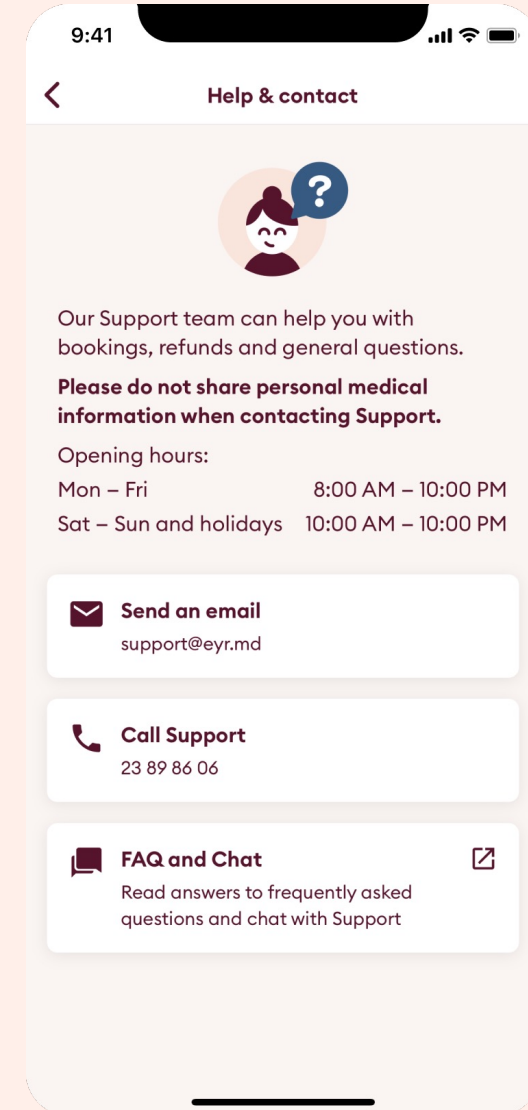 9:41
Help & contact
?
Our Support team can help you with
bookings, refunds and general questions.
Please do not share personal medical
information when contacting Support.
Opening hours:
Mon – Fri 8:00 AM – 10:00 PM
Sat – Sun and holidays 10:00 AM – 10:00 PM
Send an email
support@eyr.md
Call Support
23 89 86 06
FAQ and Chat
Read answers to frequently asked
questions and chat with Support